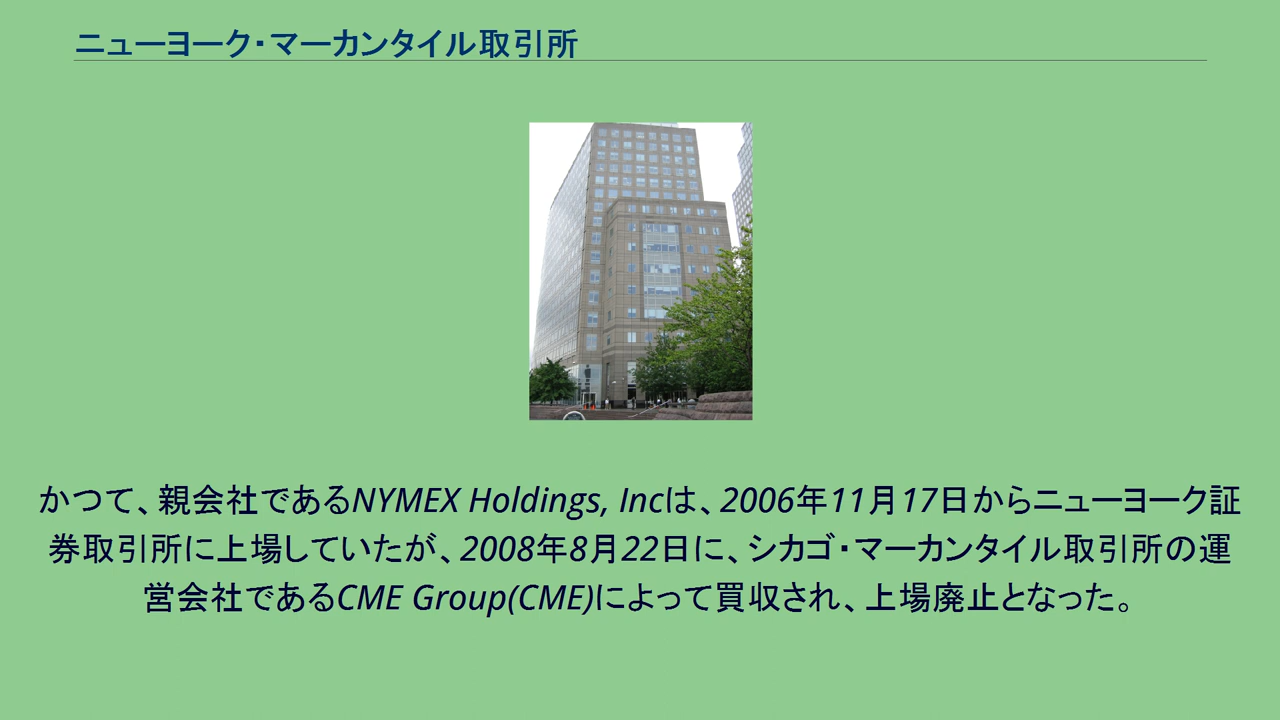 ニューヨーク・マーカンタイル取引所
かつて、親会社であるNYMEX Holdings, Incは、2006年11月17日からニューヨーク証
券取引所に上場していたが、2008年8月22日に、シカゴ・マーカンタイル取引所の運
営会社であるCME Group(CME)によって買収され、上場廃止となった。